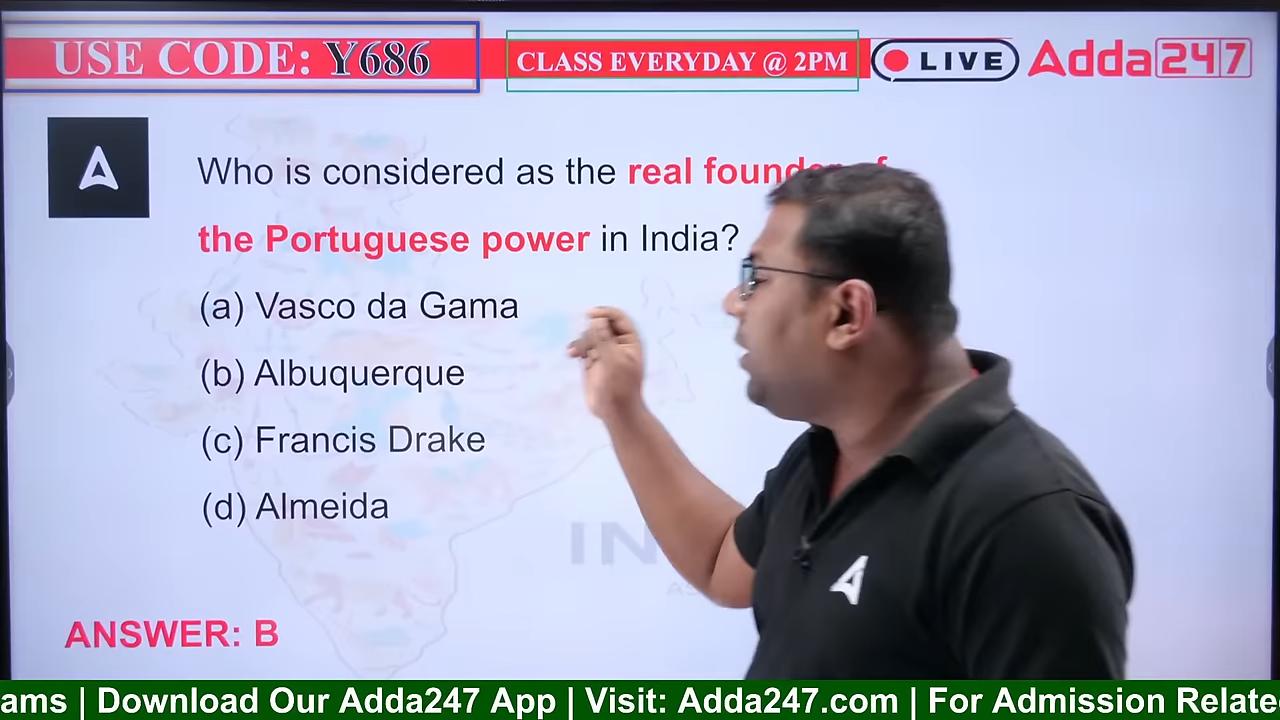 USE CODE: Y686
CLASS EVERYDAY @ 2PM
LIVE
Adda247
Who is considered as the real founder of
the Portuguese power in India?
(a) Vasco da Gama
(b) Albuquerque
(c) Francis Drake
(d) Almeida
IN
ANSWER: B
ams | Download Our Adda247 App | Visit: Adda247.com | For Admission Relate